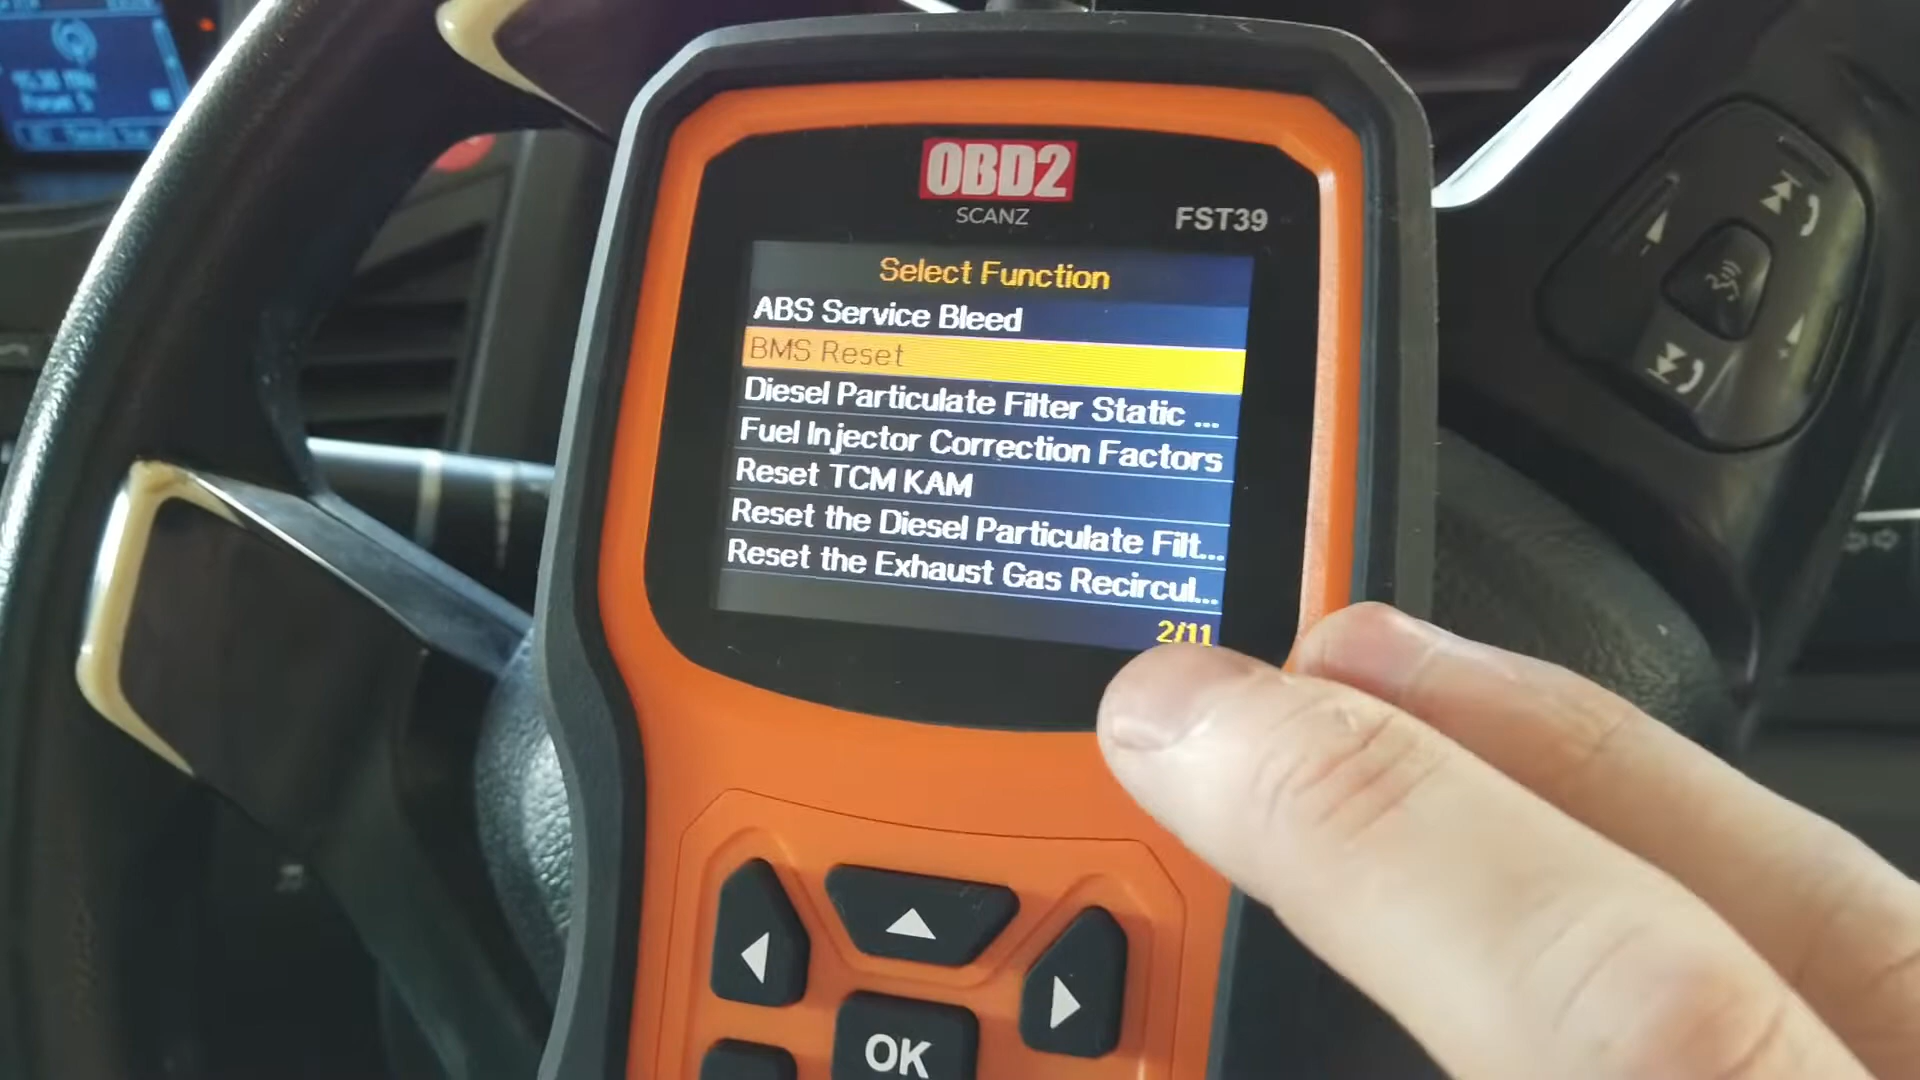 OBD2
SCANZ
FST39
Select Function
ABS Service Bleed
BMS Reset
Diesel Particulate Filter Static ...
Fuel Injector Correction Factors
Reset TCM KAM
Reset the Diesel Particulate Filt...
Reset the Exhaust Gas Recircul...
2/11
OK